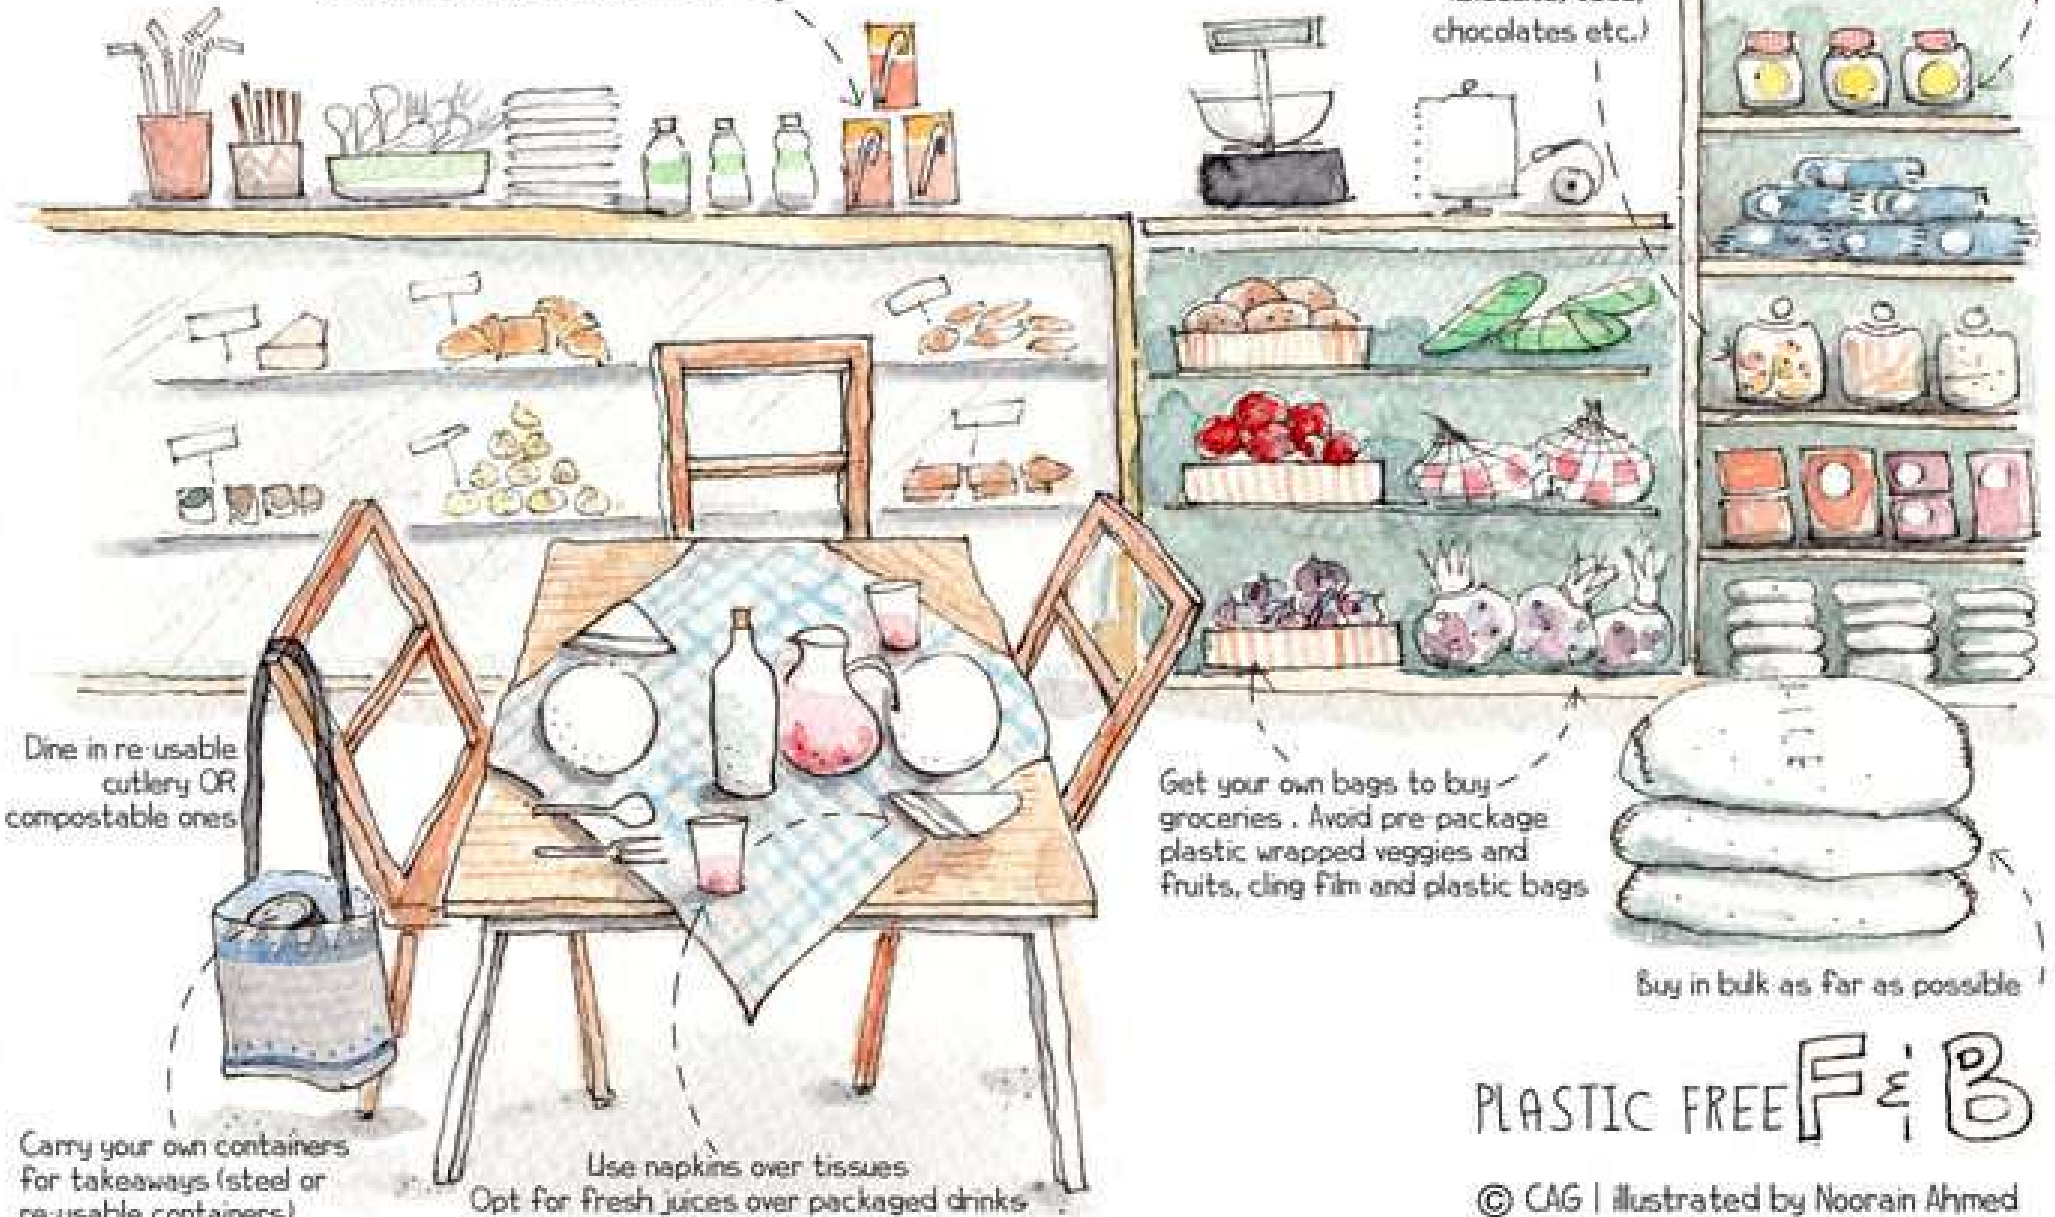 chocolates etc.)
Dine in re-usable
cutlery OR
compostable ones
Get your own bags to buy
groceries . Avoid pre-package
plastic wrapped veggies and
fruits, cling film and plastic bags
Buy in bulk as far as possible
Carry your own containers
for takeaways (steel or
re-usable containers)
Use napkins over tissues
Opt for fresh juices over packaged drinks
PLASTIC FREE F & B
© CAG | illustrated by Noorain Ahmed